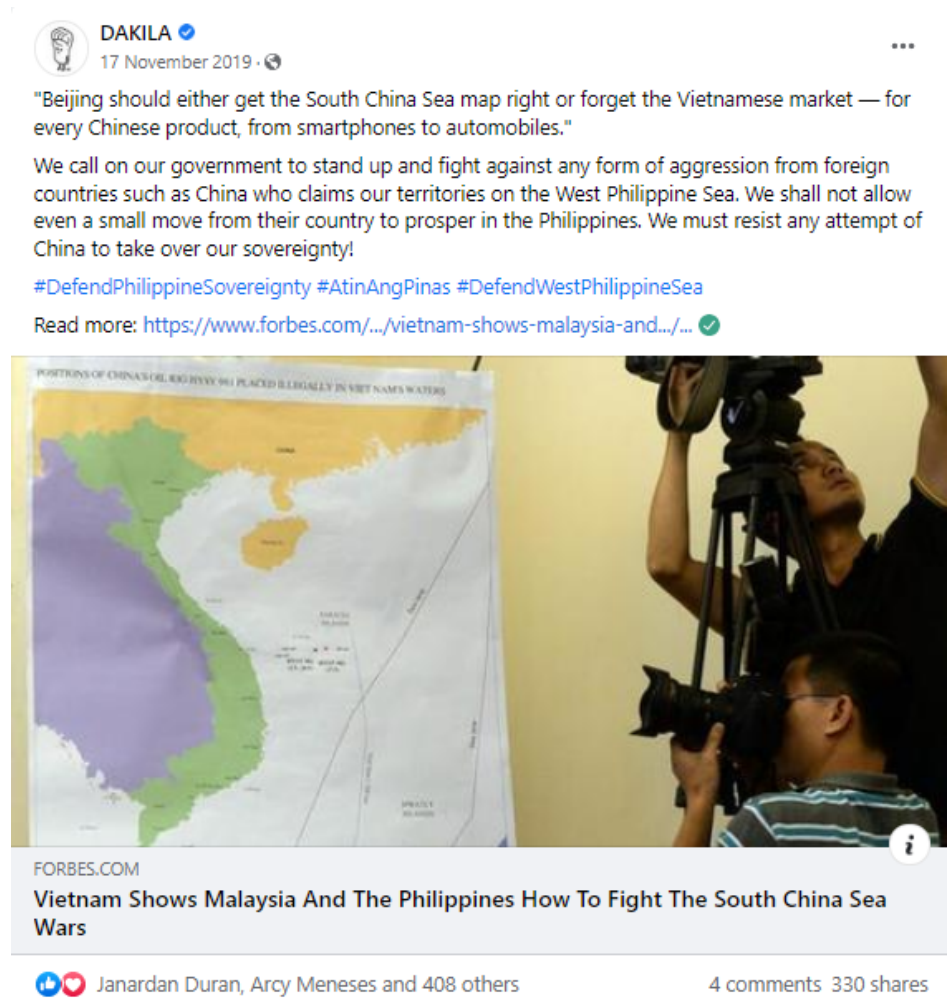 DAKILA
17 November 2019 ·
"Beijing should either get the South China Sea map right or forget the Vietnamese market — for
every Chinese product, from smartphones to automobiles."
We call on our government to stand up and fight against any form of aggression from foreign
countries such as China who claims our territories on the West Philippine Sea. We shall not allow
even a small move from their country to prosper in the Philippines. We must resist any attempt of
China to take over our sovereignty!
#DefendPhilippineSovereignty #AtinAngPinas #DefendWestPhilippineSea
Read more: https://www.forbes.com/.../vietnam-shows-malaysia-and.../...
POSITIONS OF CHINA'S OIL RIG HYSY 981 PLACED ILLEGALLY IN VIET NAM'S WATERS
CHINA
PARACEL
ISLANDS
SPRATLY
ISLANDS
i
FORBES.COM
Vietnam Shows Malaysia And The Philippines How To Fight The South China Sea
Wars
Janardan Duran, Arcy Meneses and 408 others
4 comments 330 shares